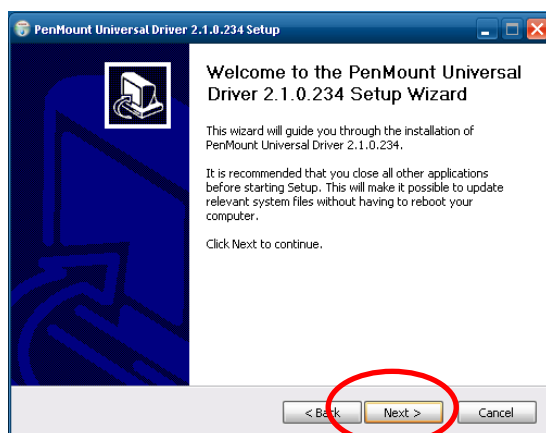 PenMount Universal Driver 2.1.0.234 Setup
Welcome to the PenMount Universal
Driver 2.1.0.234 Setup Wizard
This wizard will guide you through the installation of
PenMount Universal Driver 2.1.0.234.
It is recommended that you close all other applications
before starting Setup. This will make it possible to update
relevant system files without having to reboot your
computer.
Click Next to continue.
< Back Next > Cancel